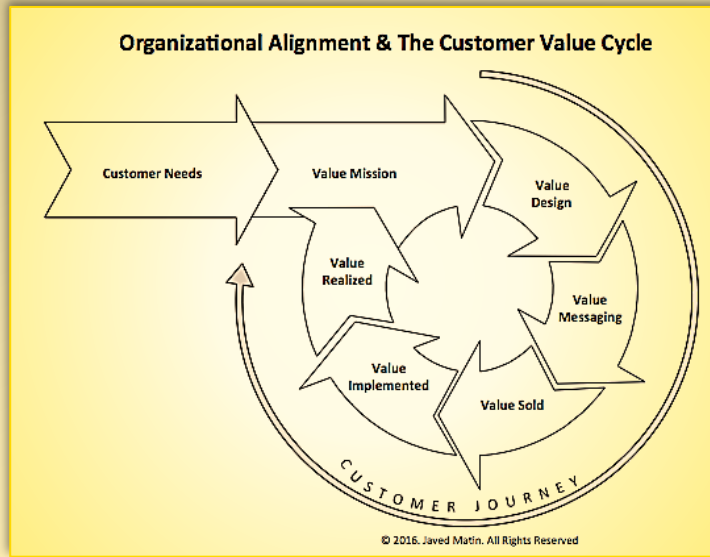 Organizational Alignment & The Customer Value Cycle
Customer Needs
Value Mission
Value
Design
Value
Messaging
Value Sold
Value
Implemented
Value
Realized
CUSTOMER JOURNEY
© 2016. Javed Matin. All Rights Reserved